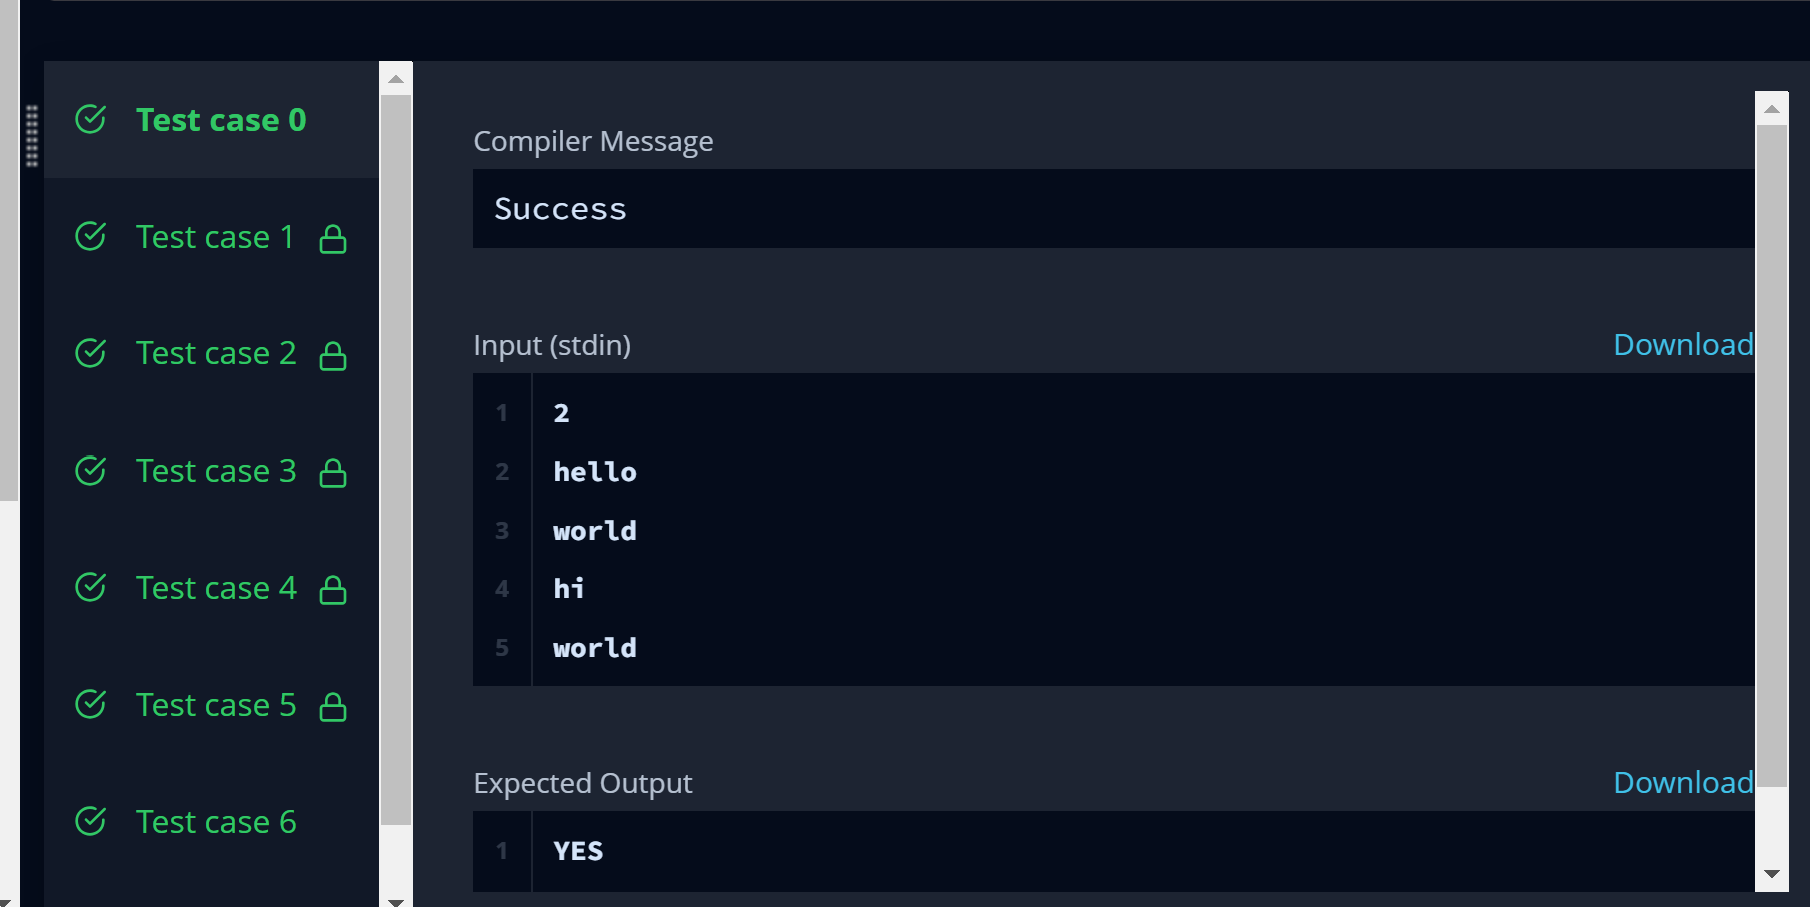 Test case 0
Test case 1
Test case 2
Test case 3
Test case 4
Test case 5
Test case 6
Compiler Message
Success
Input (stdin)
Download
1 2
2 hello
3 world
4 hi
5 world
Expected Output
Download
1 YES